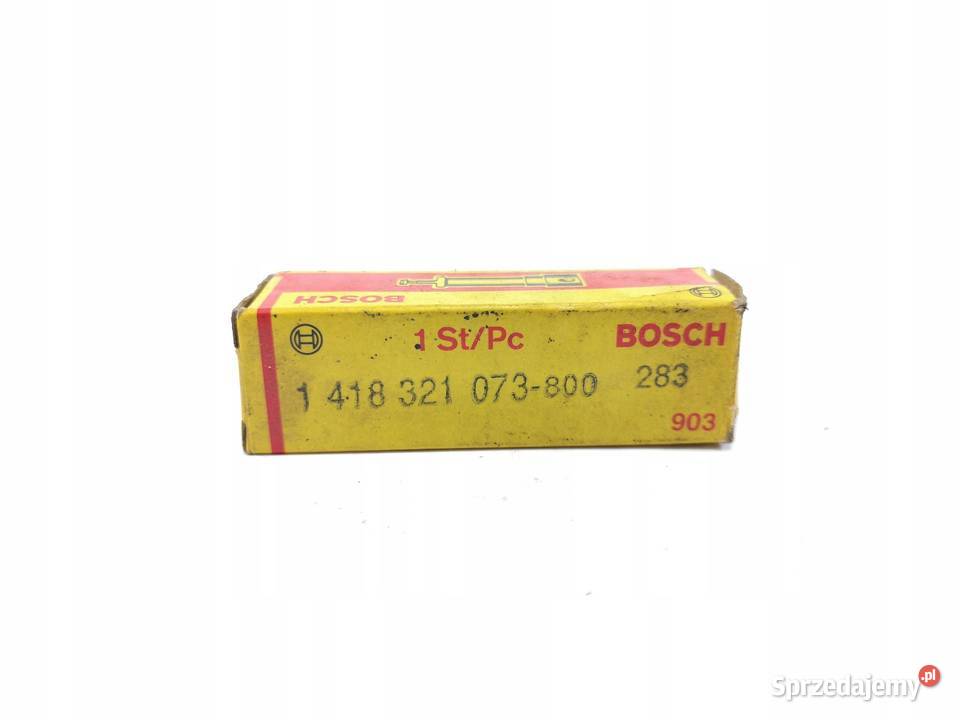 BOSCH
1 St/Pc BOSCH
1 418 321 073-800 283
903
Sprzedajemy.pl